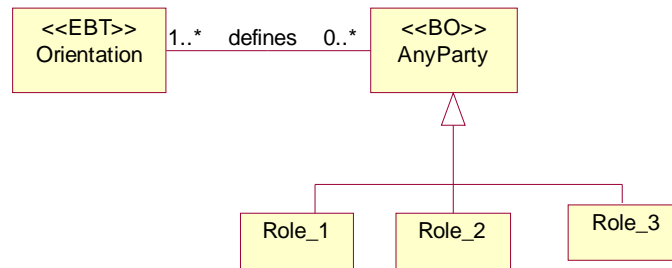 <<EBT>>
Orientation
1..* defines 0..*
<<BO>>
AnyParty
Role_1
Role_2
Role_3